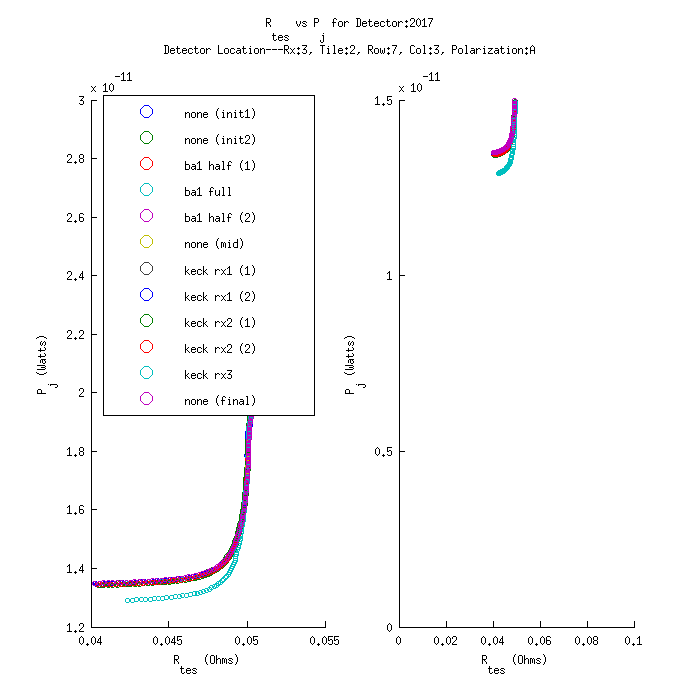 R vs P for Detector:2017
tes j
Detector Location---Rx:3, Tile:2, Row:7, Col:3, Polarization:A
x 10 -11
3
2.8
2.6
2.4
2.2
2
1.8
1.6
1.4
1.2
P j (Watts)
none (init1)
none (init2)
ba1 half (1)
ba1 full
ba1 half (2)
none (mid)
keck rx1 (1)
keck rx1 (2)
keck rx2 (1)
keck rx2 (2)
keck rx3
none (final)
0.04 0.045 0.05 0.055
R tes (Ohms)
x 10 -11
1.5
1
0.5
0
P j (Watts)
0 0.02 0.04 0.06 0.08 0.1
R tes (Ohms)